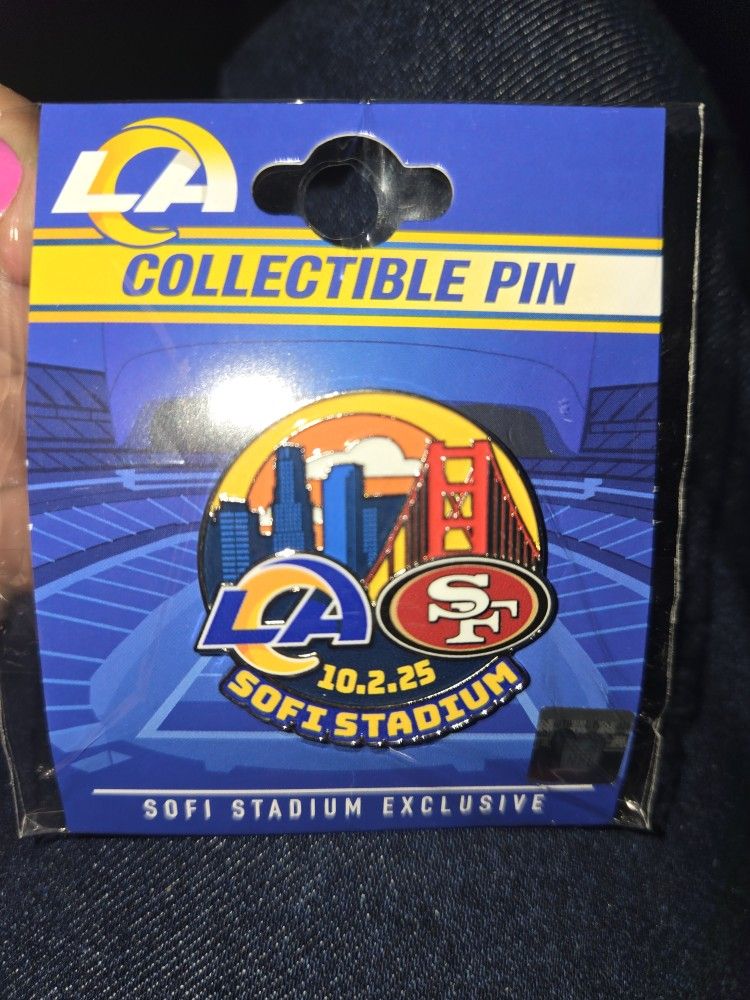 LA
COLLECTIBLE PIN
LA
SF
10.2.25
SOFI STADIUM
SOFI STADIUM EXCLUSIVE